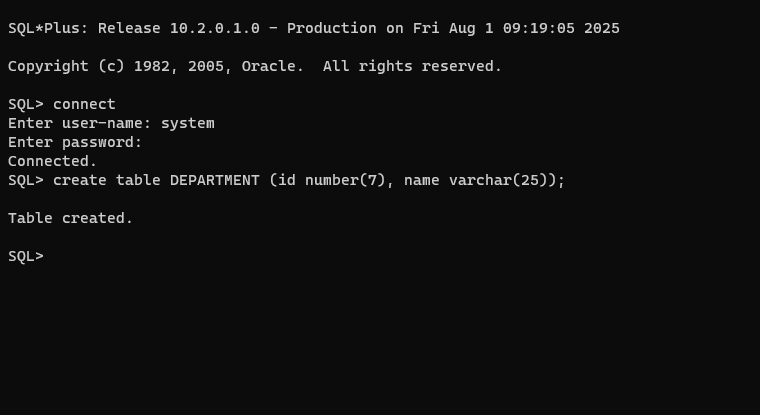 SQL*Plus: Release 10.2.0.1.0 - Production on Fri Aug 1 09:19:05 2025
Copyright (c) 1982, 2005, Oracle.  All rights reserved.
SQL> connect
Enter user-name: system
Enter password:
Connected.
SQL> create table DEPARTMENT (id number(7), name varchar(25));
Table created.
SQL>